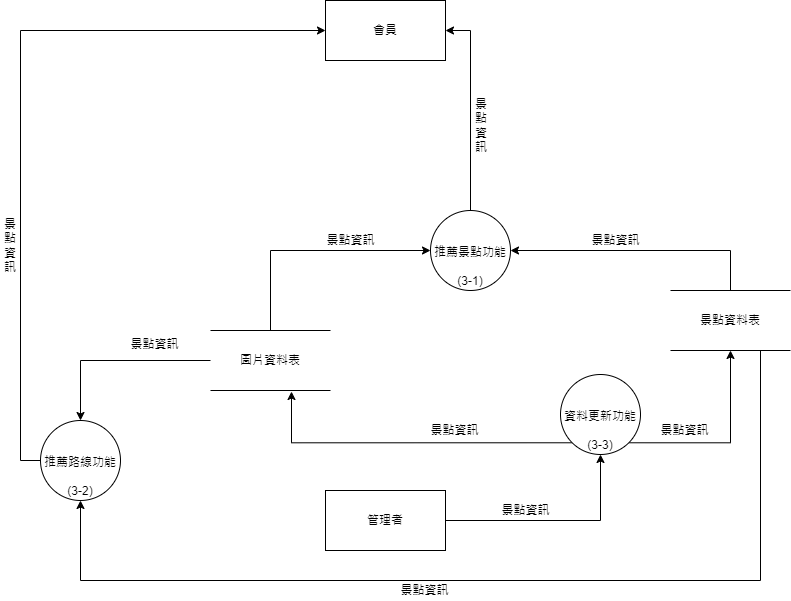 會員
景點資訊
景點資訊
景點資訊
景點資訊
推薦景點功能
(3-1)
景點資料表
景點資訊
圖片資料表
資料更新功能
(3-3)
景點資訊
景點資訊
推薦路線功能
(3-2)
管理者
景點資訊
景點資訊